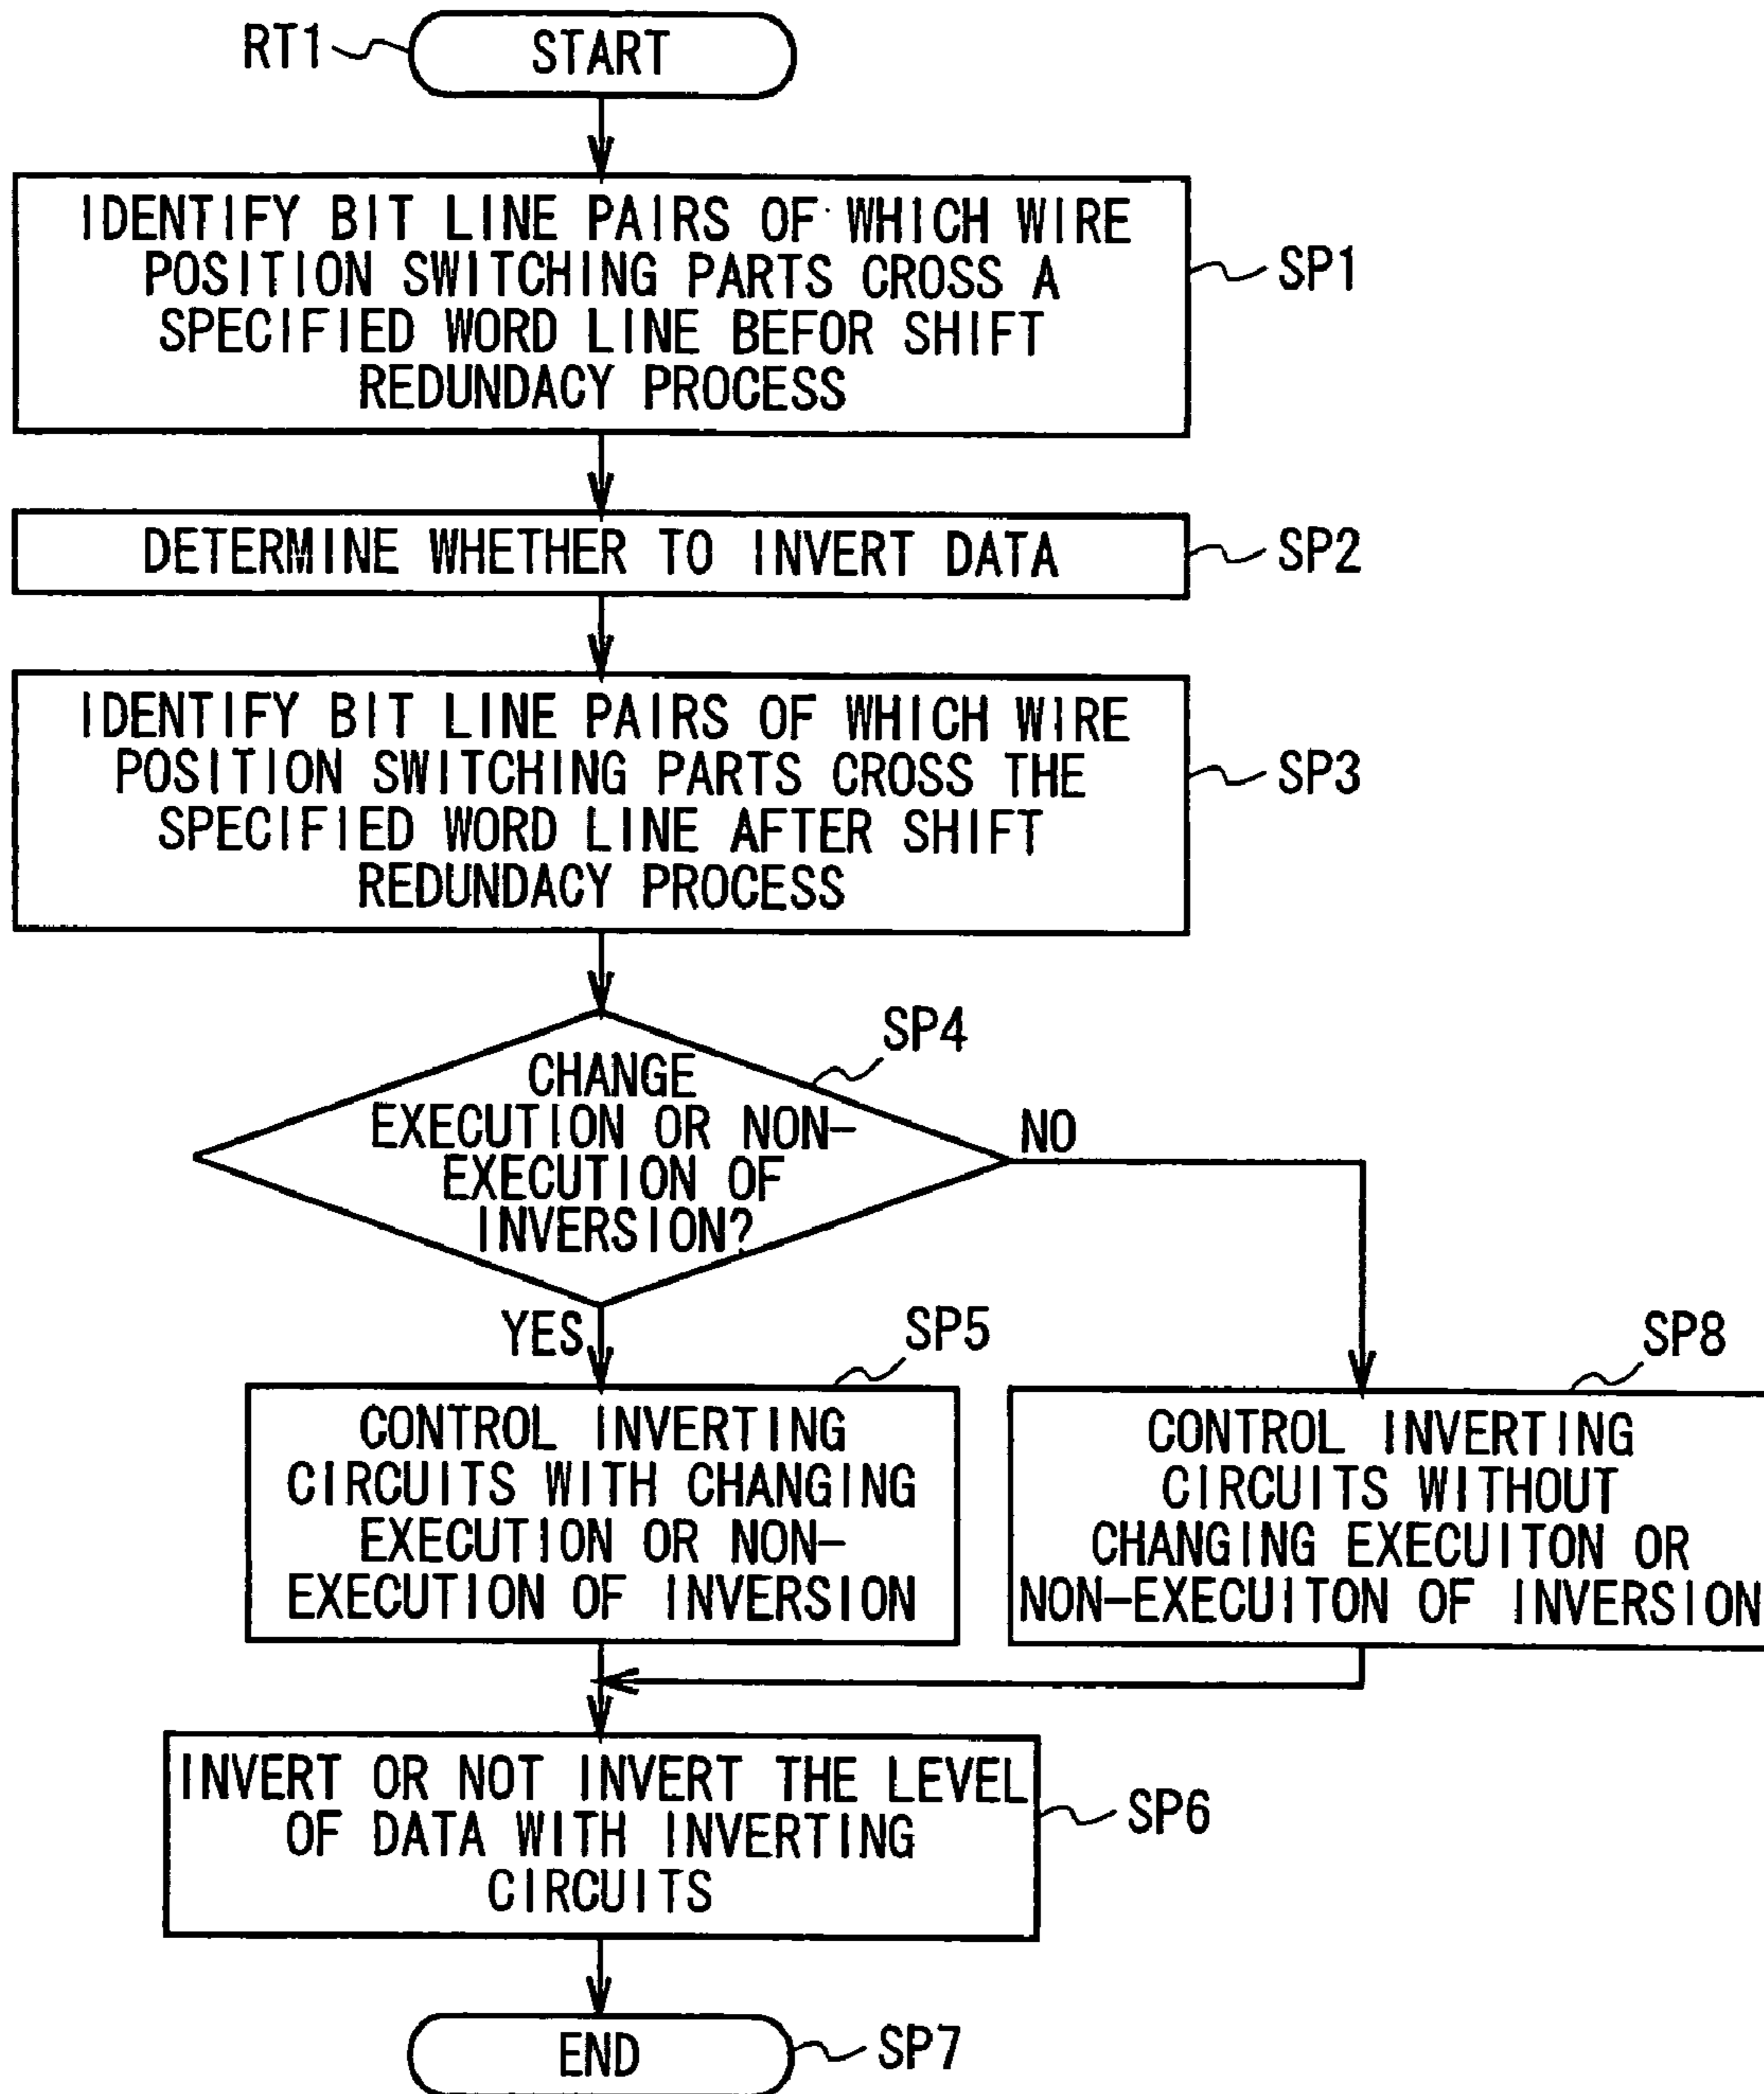 RT1
START
IDENTIFY BIT LINE PAIRS OF WHICH WIRE
POSITION SWITCHING PARTS CROSS A
SPECIFIED WORD LINE BEFOR SHIFT
REDUNDACY PROCESS
SP1
DETERMINE WHETHER TO INVERT DATA
SP2
IDENTIFY BIT LINE PAIRS OF WHICH WIRE
POSITION SWITCHING PARTS CROSS THE
SPECIFIED WORD LINE AFTER SHIFT
REDUNDACY PROCESS
SP3
SP4
CHANGE
EXECUTION OR NON-
EXECUTION OF
INVERSION?
NO
YES
SP5
CONTROL INVERTING
CIRCUITS WITH CHANGING
EXECUTION OR NON-
EXECUTION OF INVERSION
SP8
CONTROL INVERTING
CIRCUITS WITHOUT
CHANGING EXECUITON OR
NON-EXECUITON OF INVERSION
INVERT OR NOT INVERT THE LEVEL
OF DATA WITH INVERTING
CIRCUITS
SP6
END
SP7